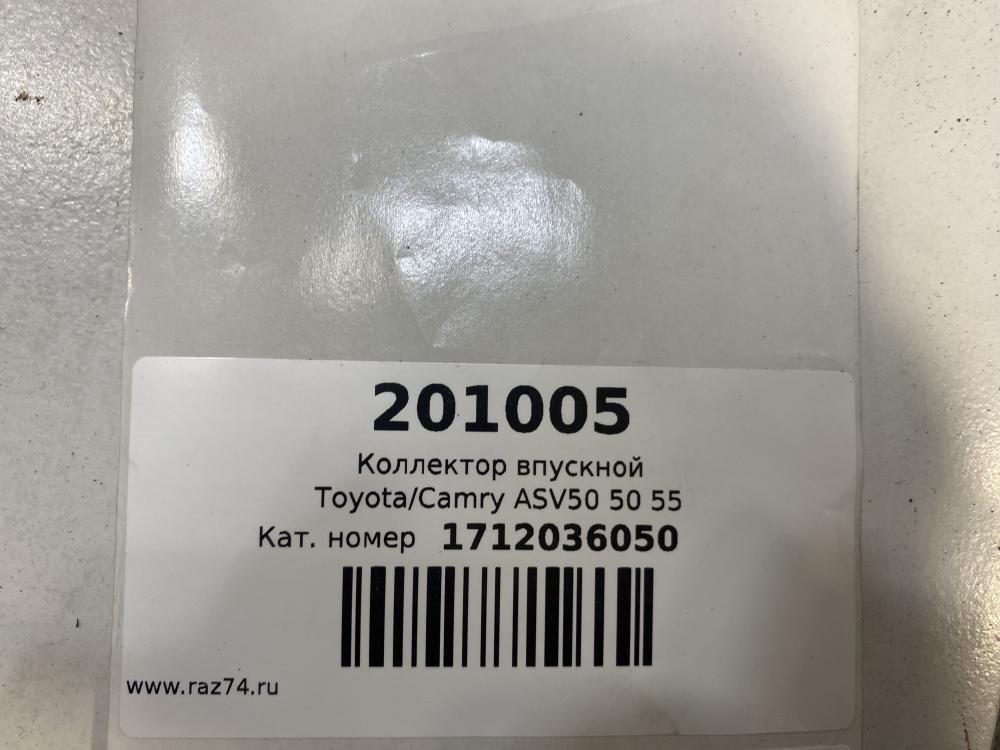 201005
Коллектор впускной
Toyota/Camry ASV50 50 55
Кат. номер 1712036050
www.raz74.ru